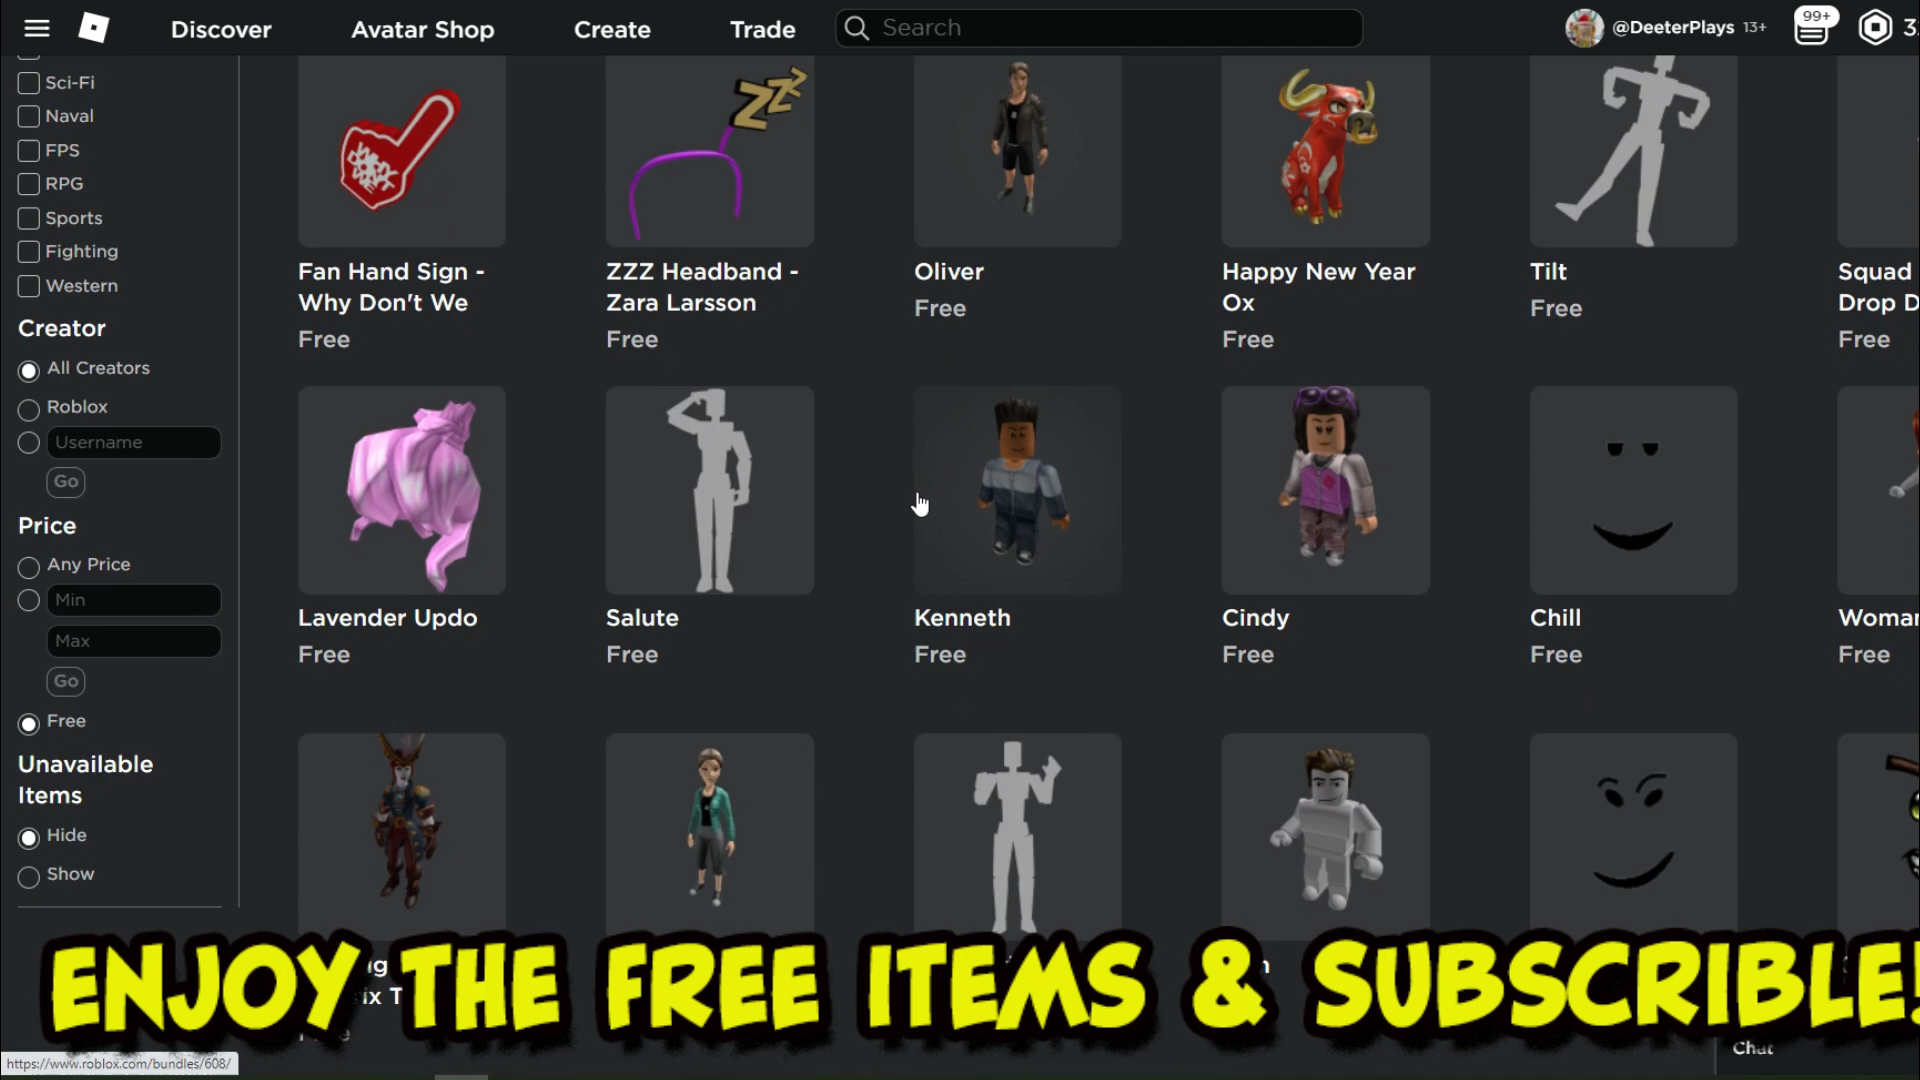 Discover Avatar Shop Create Trade Search @DeeterPlays 13+ 99+
Sci-Fi
Naval
FPS
RPG
Sports
Fighting
Western
Creator
All Creators
Roblox
Username
Go
Price
Any Price
Min
Max
Go
Free
Unavailable
Items
Hide
Show
Fan Hand Sign -
Why Don't We
Free
ZZZ Headband -
Zara Larsson
Free
Oliver
Free
Happy New Year
Ox
Free
Tilt
Free
Squad
Drop D
Free
Lavender Updo
Free
Salute
Free
Kenneth
Free
Cindy
Free
Chill
Free
Woman
Free
ENJOY THE FREE ITEMS & SUBSCRIBLE!
Chat
https://www.roblox.com/bundles/608/